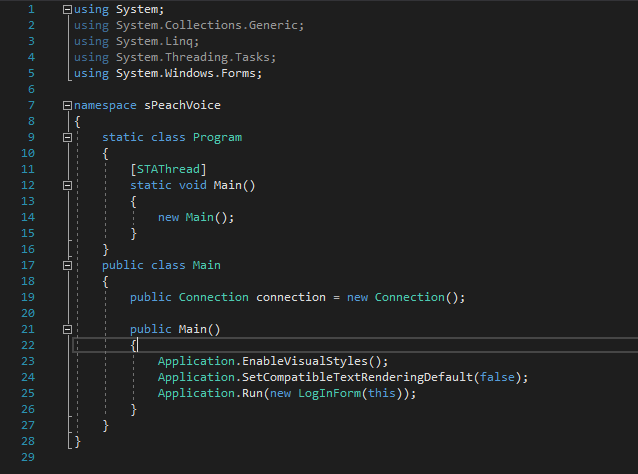 1 using System;
2 using System.Collections.Generic;
3 using System.Linq;
4 using System.Threading.Tasks;
5 using System.Windows.Forms;
6
7 namespace sPeachVoice
8 {
9     static class Program
10     {
11         [STAThread]
12         static void Main()
13         {
14             new Main();
15         }
16     }
17     public class Main
18     {
19         public Connection connection = new Connection();
20
21         public Main()
22         {
23             Application.EnableVisualStyles();
24             Application.SetCompatibleTextRenderingDefault(false);
25             Application.Run(new LogInForm(this));
26         }
27     }
28 }
29